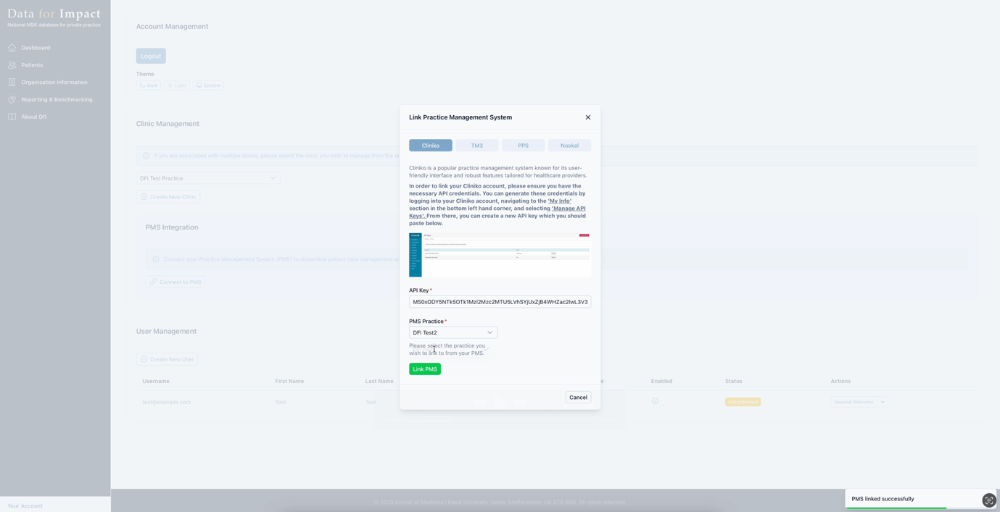 Data for Impact
National MSK database for private practice
Dashboard
Patients
Organisation Information
Reporting & Benchmarking
About DfI
Your Account
Account Management
Logout
Theme
Dark
Light
System
Clinic Management
If you are associated with multiple clinics, please select the clinic you wish to manage from the
DFI Test Practice
Create New Clinic
PMS Integration
Connect your Practice Management System (PMS) to streamline patient data management
Connect to PMS
User Management
Create New User
Username First Name Last Name Enabled Status Actions
test@example.com Test Test Unconfirmed Resend Welcome
Link Practice Management System
Cliniko TM3 PPS Nookal
Cliniko is a popular practice management system known for its user-
friendly interface and robust features tailored for healthcare providers.
In order to link your Cliniko account, please ensure you have the
necessary API credentials. You can generate these credentials by
logging into your Cliniko account, navigating to the 'My Info'
section in the bottom left hand corner, and selecting 'Manage API
Keys'. From there, you can create a new API key which you should
paste below.
API Key*
MS0xODY5NTk5OTk1MzI2Mzc2MTU5LVhSYjUxZjB4WHZac2IwL3V3
PMS Practice*
DFI Test2
Please select the practice you
wish to link to from your PMS.
Link PMS
Cancel
© 2026 School of Medicine | Keele University, Keele, Staffordshire, UK ST5 5BG. All rights reserved.
PMS linked successfully